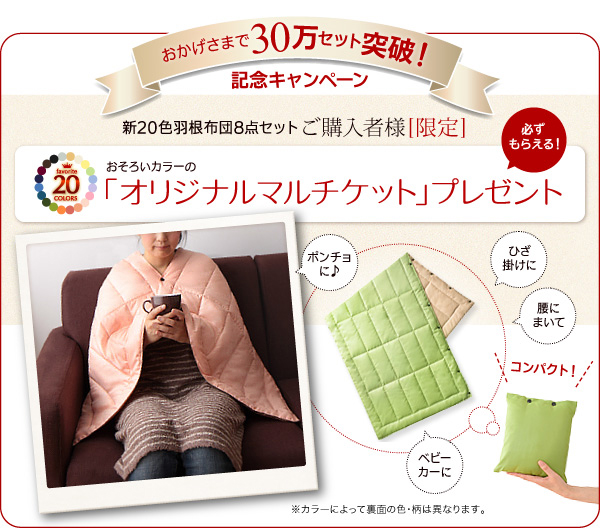 おかげさまで30万セット突破！
記念キャンペーン
新20色羽根布団8点セット ご購入者様［限定］
必ず
もらえる！
favorite
20
COLORS
おそろいカラーの
「オリジナルマルチケット」プレゼント
ポンチョ
に♪
ひざ
掛けに
腰に
まいて
コンパクト！
ベビー
カーに
※カラーによって裏面の色・柄は異なります。